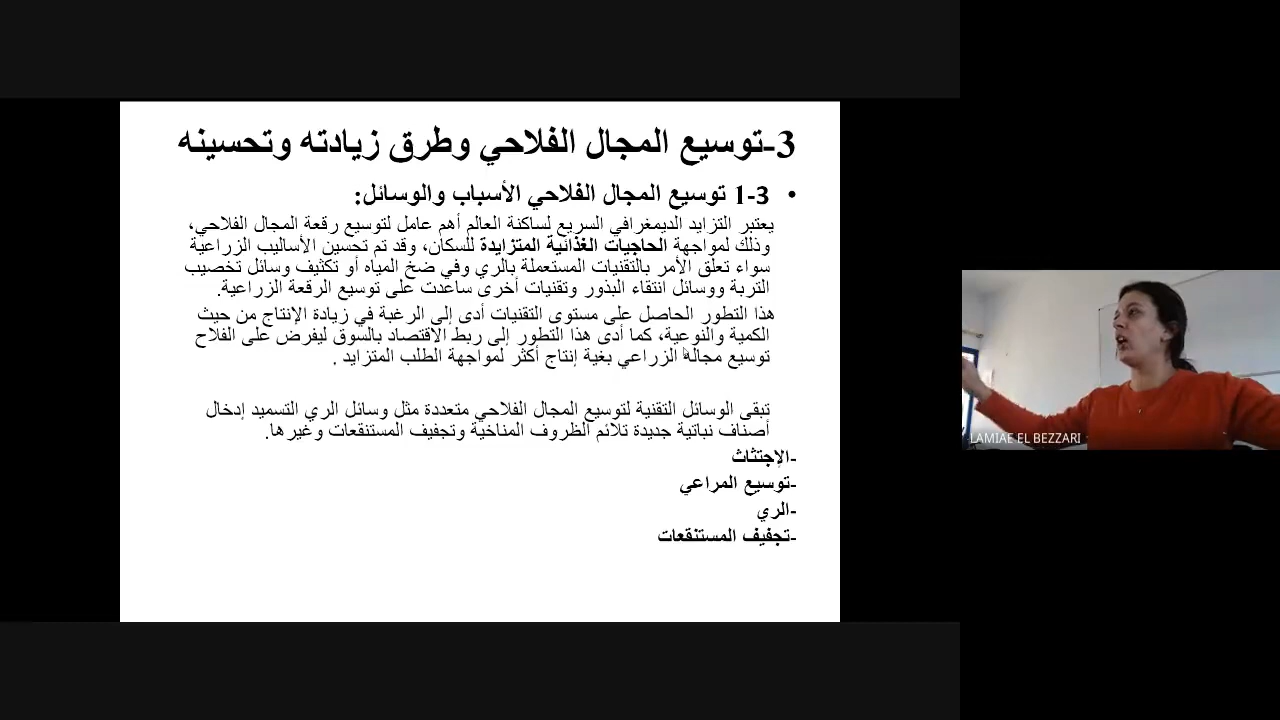 3-توسيع المجال الفلاحي وطرق زيادته وتحسينه
• 3-1 توسيع المجال الفلاحي الأسباب والوسائل:
يعتبر التزايد الديمغرافي السريع لساكنة العالم أهم عامل لتوسيع رقعة المجال الفلاحي،
وذلك لمواجهة الحاجيات الغذائية المتزايدة للسكان، وقد تم تحسين الأساليب الزراعية
سواء تعلق الأمر بالتقنيات المستعملة بالري وفي ضخ المياه أو تكثيف وسائل تخصيب
التربة ووسائل انتقاء البذور وتقنيات أخرى ساعدت على توسيع الرقعة الزراعية.
هذا التطور الحاصل على مستوى التقنيات أدى إلى الرغبة في زيادة الإنتاج من حيث
الكمية والنوعية، كما أدى هذا التطور إلى ربط الاقتصاد بالسوق ليفرض على الفلاح
توسيع مجاله الزراعي بغية إنتاج أكثر لمواجهة الطلب المتزايد .
تبقى الوسائل التقنية لتوسيع المجال الفلاحي متعددة مثل وسائل الري التسميد إدخال
أصناف نباتية جديدة تلائم الظروف المناخية وتجفيف المستنقعات وغيرها.
-الإجتثاث
-توسيع المراعي
-الري
-تجفيف المستنقعات
LAMIAE EL BEZZARI